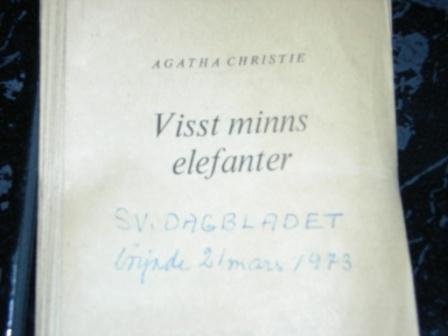 AGATHA CHRISTIE
Visst minns
elefanter
SV. DAGBLADET
började 21 mars 1973